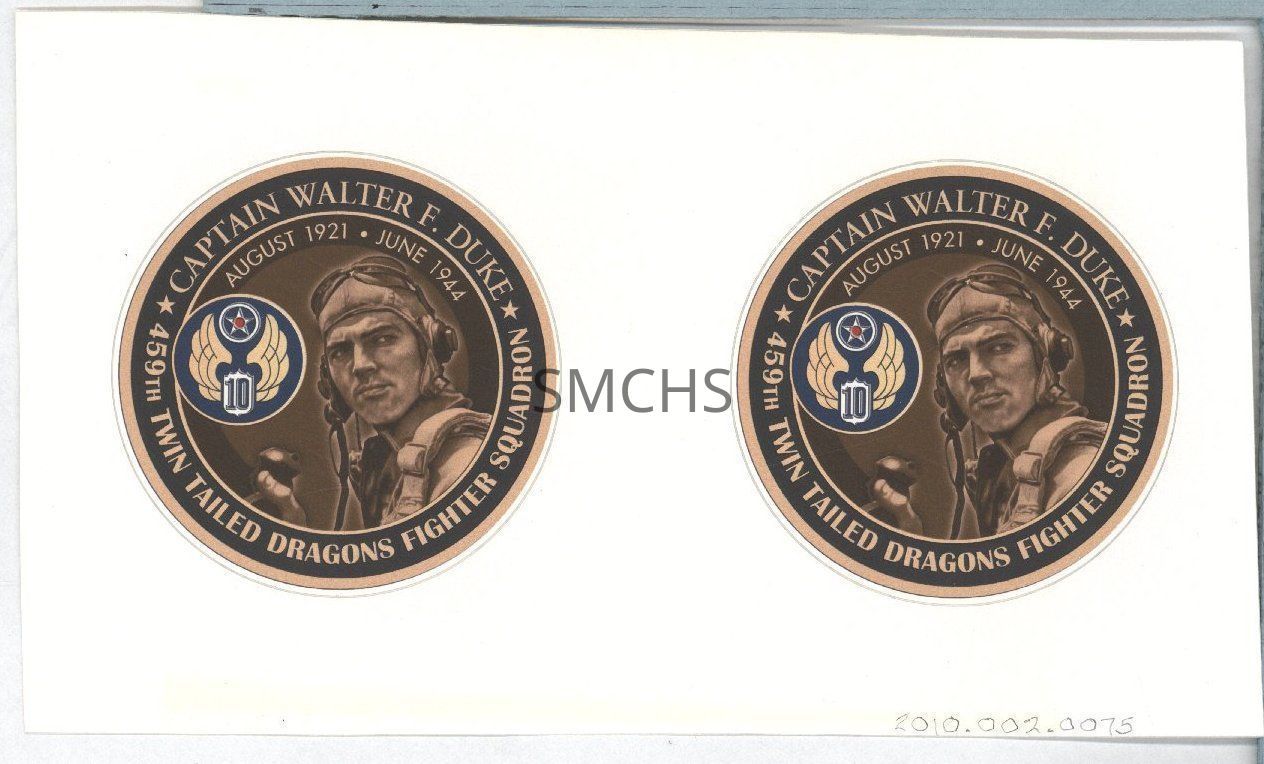 CAPTAIN WALTER F. DUKE
AUGUST 1921 • JUNE 1944
10
459TH TWIN TAILED DRAGONS FIGHTER SQUADRON
CAPTAIN WALTER F. DUKE
AUGUST 1921 • JUNE 1944
10
459TH TWIN TAILED DRAGONS FIGHTER SQUADRON
SMCHS
2010.002.0075